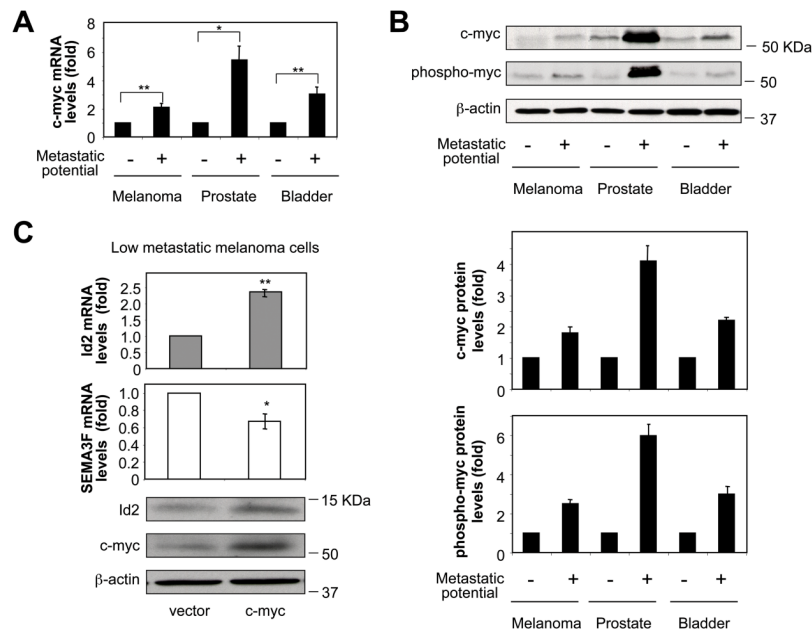 A
c-myc mRNA
levels (fold)
8
6
4
2
0
**
*
**
Metastatic
potential
- + - + - +
Melanoma Prostate Bladder
B
c-myc
50 KDa
phospho-myc
50
β-actin
37
Metastatic
potential
- + - + - +
Melanoma Prostate Bladder
c-myc protein
levels (fold)
4
2
1
0
phospho-myc protein
levels (fold)
6
4
2
0
Metastatic
potential
- + - + - +
Melanoma Prostate Bladder
C
Low metastatic melanoma cells
Id2 mRNA
levels (fold)
2.5
2.0
1.5
1.0
0.5
0
**
SEMA3F mRNA
levels (fold)
1.0
0.8
0.6
0.4
0.2
0
*
Id2
15 KDa
c-myc
50
β-actin
37
vector c-myc